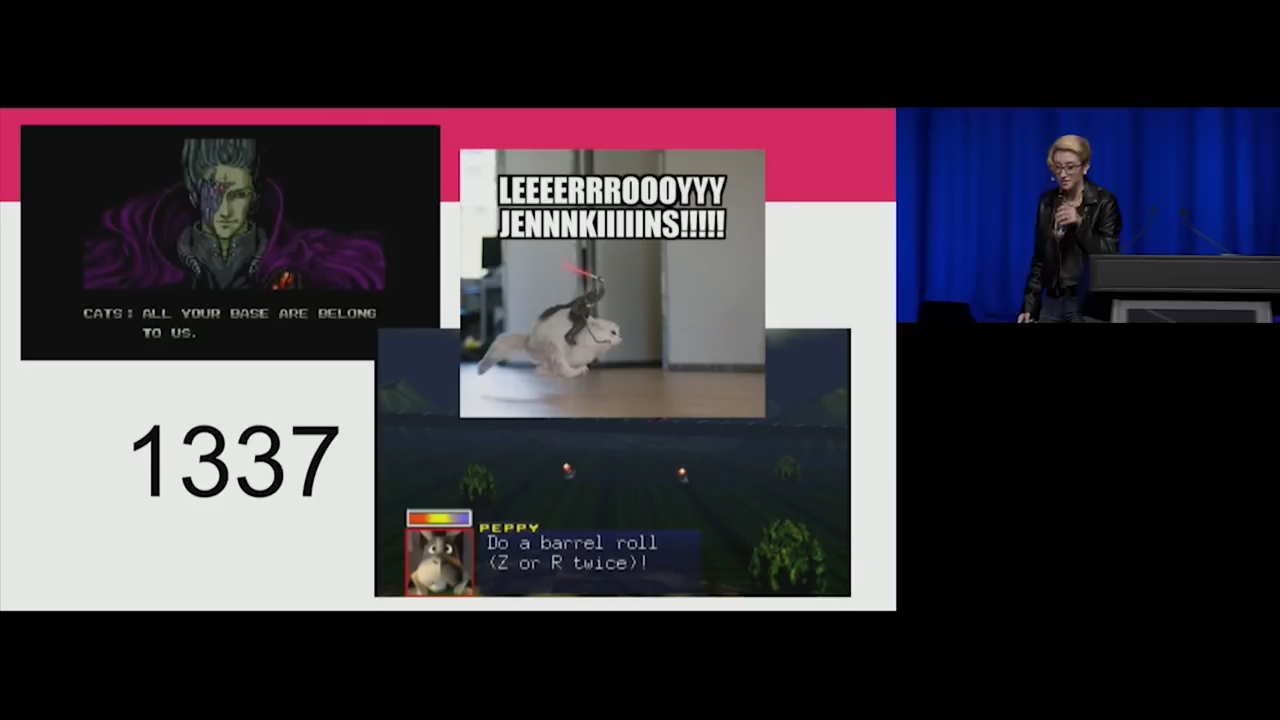 CATS: ALL YOUR BASE ARE BELONG
TO US.
LEEEERRROOOYYY
JENNNKIIIIINS!!!!!
1337
PEPPY
Do a barrel roll
(Z or R twice)!